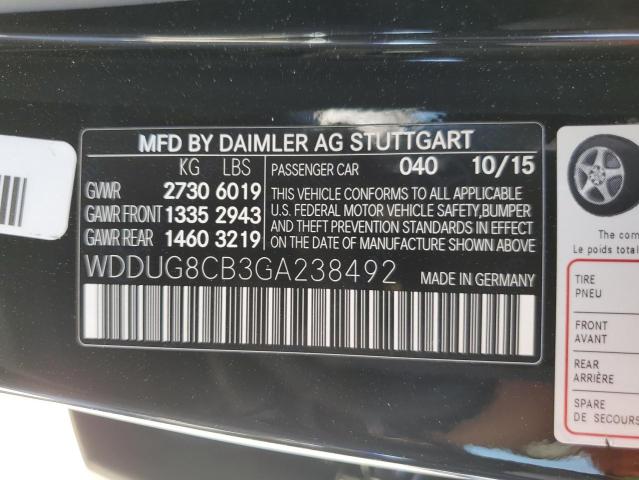 MFD BY DAIMLER AG STUTTGART
KG LBS PASSENGER CAR 040 10/15
GVWR 2730 6019 THIS VEHICLE CONFORMS TO ALL APPLICABLE
GAWR FRONT 1335 2943 U.S. FEDERAL MOTOR VEHICLE SAFETY,BUMPER
AND THEFT PREVENTION STANDARDS IN EFFECT
GAWR REAR 1460 3219 ON THE DATE OF MANUFACTURE SHOWN ABOVE
WDDUG8CB3GA238492
MADE IN GERMANY
The com
Le poids total
TIRE
PNEU
FRONT
AVANT
REAR
ARRIÈRE
SPARE
DE SECOURS